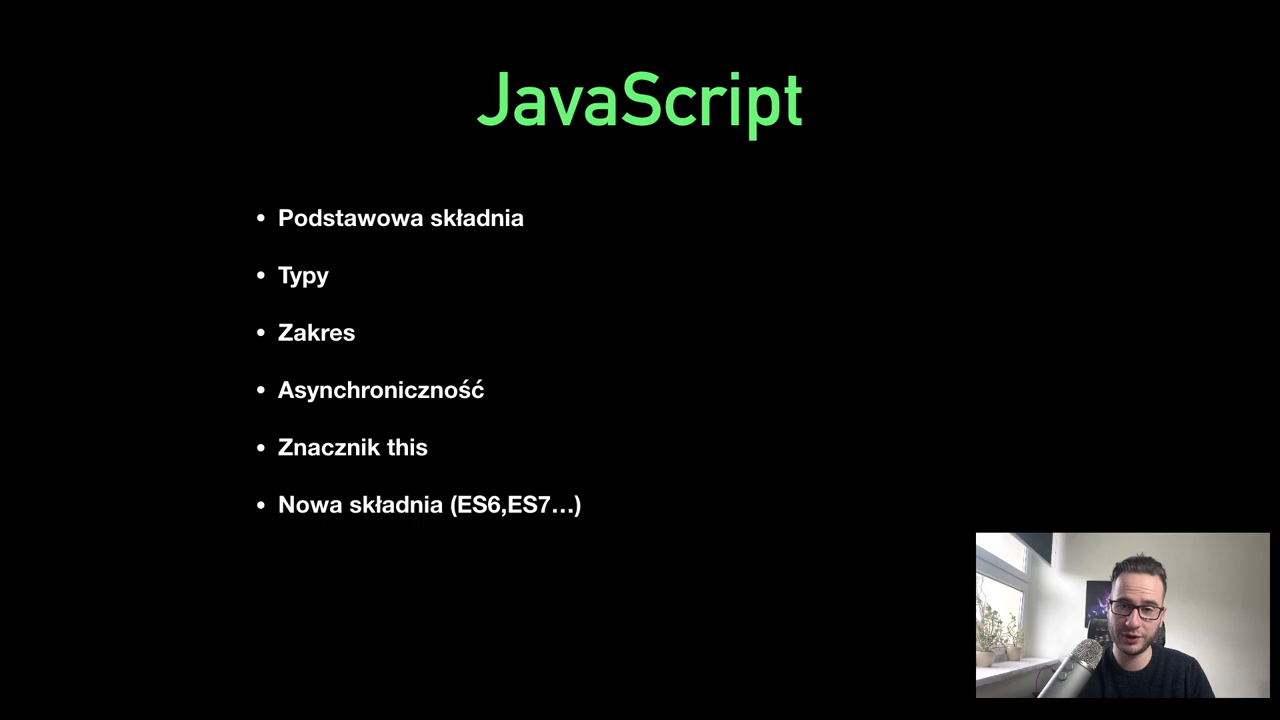 JavaScript
• Podstawowa składnia
• Typy
• Zakres
• Asynchroniczność
• Znacznik this
• Nowa składnia (ES6,ES7…)